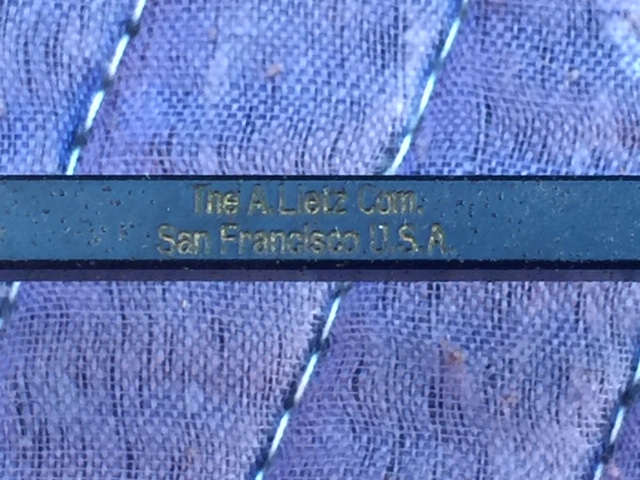 The A. Lietz Com.
San Francisco. U.S.A.